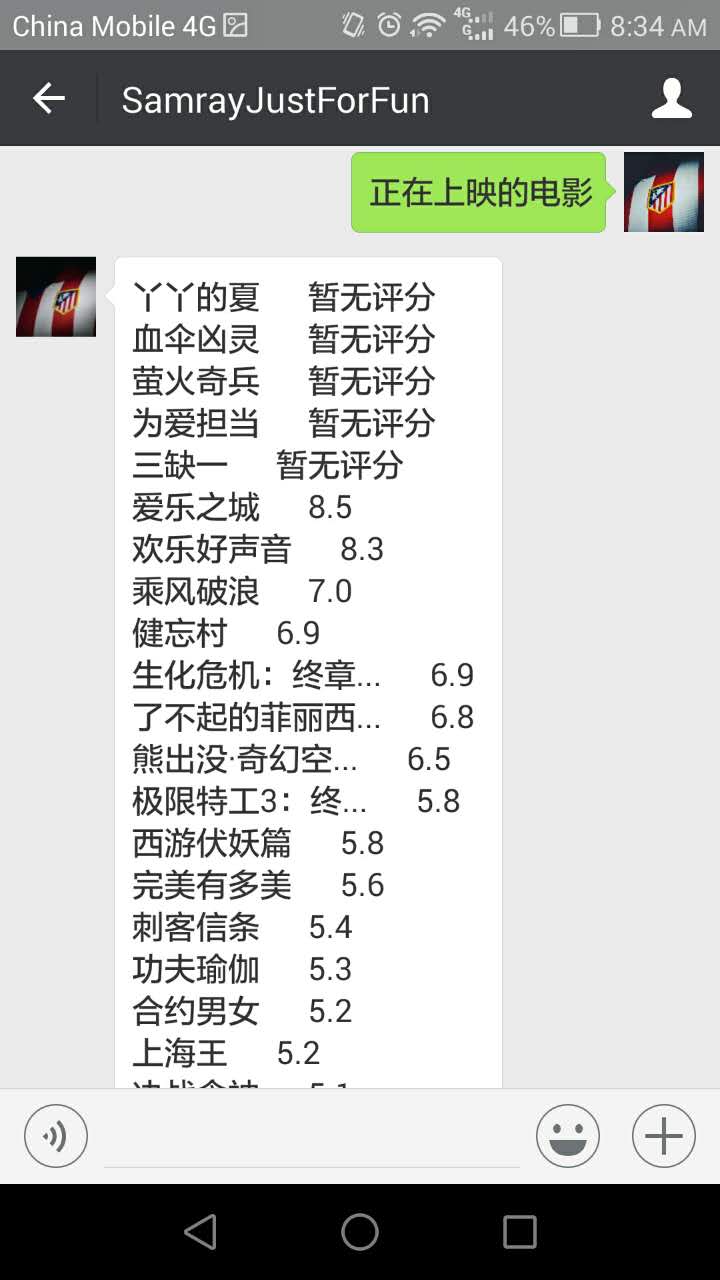 China Mobile 4G
4G
G
46%
8:34 AM
SamrayJustForFun
正在上映的电影
丫丫的夏 暂无评分
血伞凶灵 暂无评分
萤火奇兵 暂无评分
为爱担当 暂无评分
三缺一 暂无评分
爱乐之城 8.5
欢乐好声音 8.3
乘风破浪 7.0
健忘村 6.9
生化危机：终章... 6.9
了不起的菲丽西... 6.8
熊出没·奇幻空... 6.5
极限特工3：终... 5.8
西游伏妖篇 5.8
完美有多美 5.6
刺客信条 5.4
功夫瑜伽 5.3
合约男女 5.2
上海王 5.2